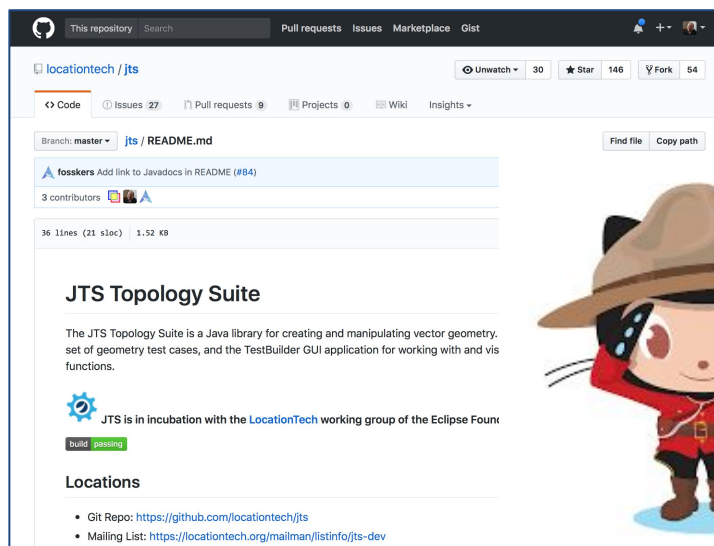 This repository Search Pull requests Issues Marketplace Gist
locationtech / jts Unwatch 30 Star 146 Fork 54
<> Code Issues 27 Pull requests 9 Projects 0 Wiki Insights
Branch: master jts / README.md Find file Copy path
fosskers Add link to Javadocs in README (#84)
3 contributors
36 lines (21 sloc) 1.52 KB
JTS Topology Suite
The JTS Topology Suite is a Java library for creating and manipulating vector geometry.
set of geometry test cases, and the TestBuilder GUI application for working with and vis
functions.
JTS is in incubation with the LocationTech working group of the Eclipse Foun
build passing
Locations
• Git Repo: https://github.com/locationtech/jts
• Mailing List: https://locationtech.org/mailman/listinfo/jts-dev